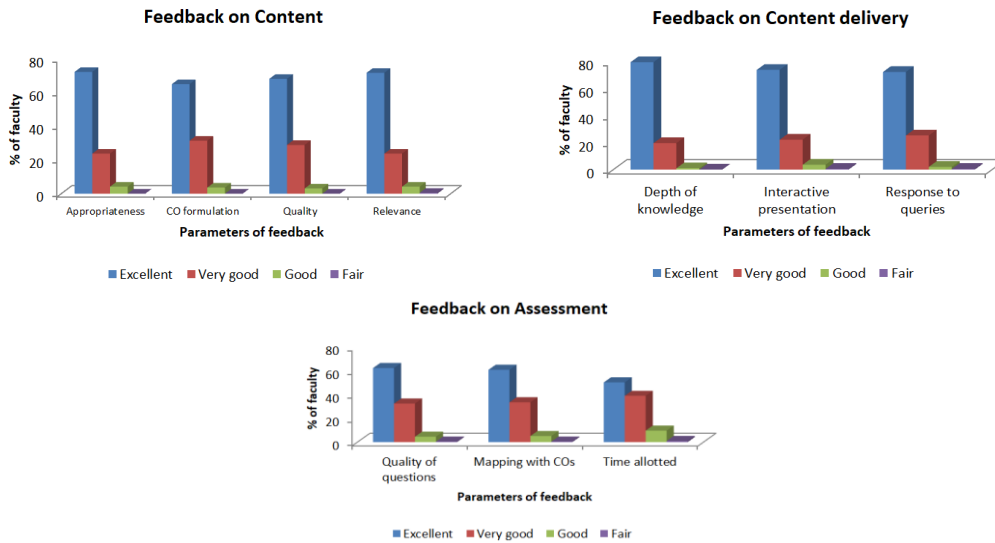 Feedback on Content
% of faculty
80
60
40
20
0
Appropriateness CO formulation Quality Relevance
Parameters of feedback
Excellent Very good Good Fair
Feedback on Content delivery
% of faculty
80
60
40
20
0
Depth of knowledge
Interactive presentation
Response to queries
Parameters of feedback
Excellent Very good Good Fair
Feedback on Assessment
% of faculty
80
60
40
20
0
Quality of questions
Mapping with COs
Time allotted
Parameters of feedback
Excellent Very good Good Fair